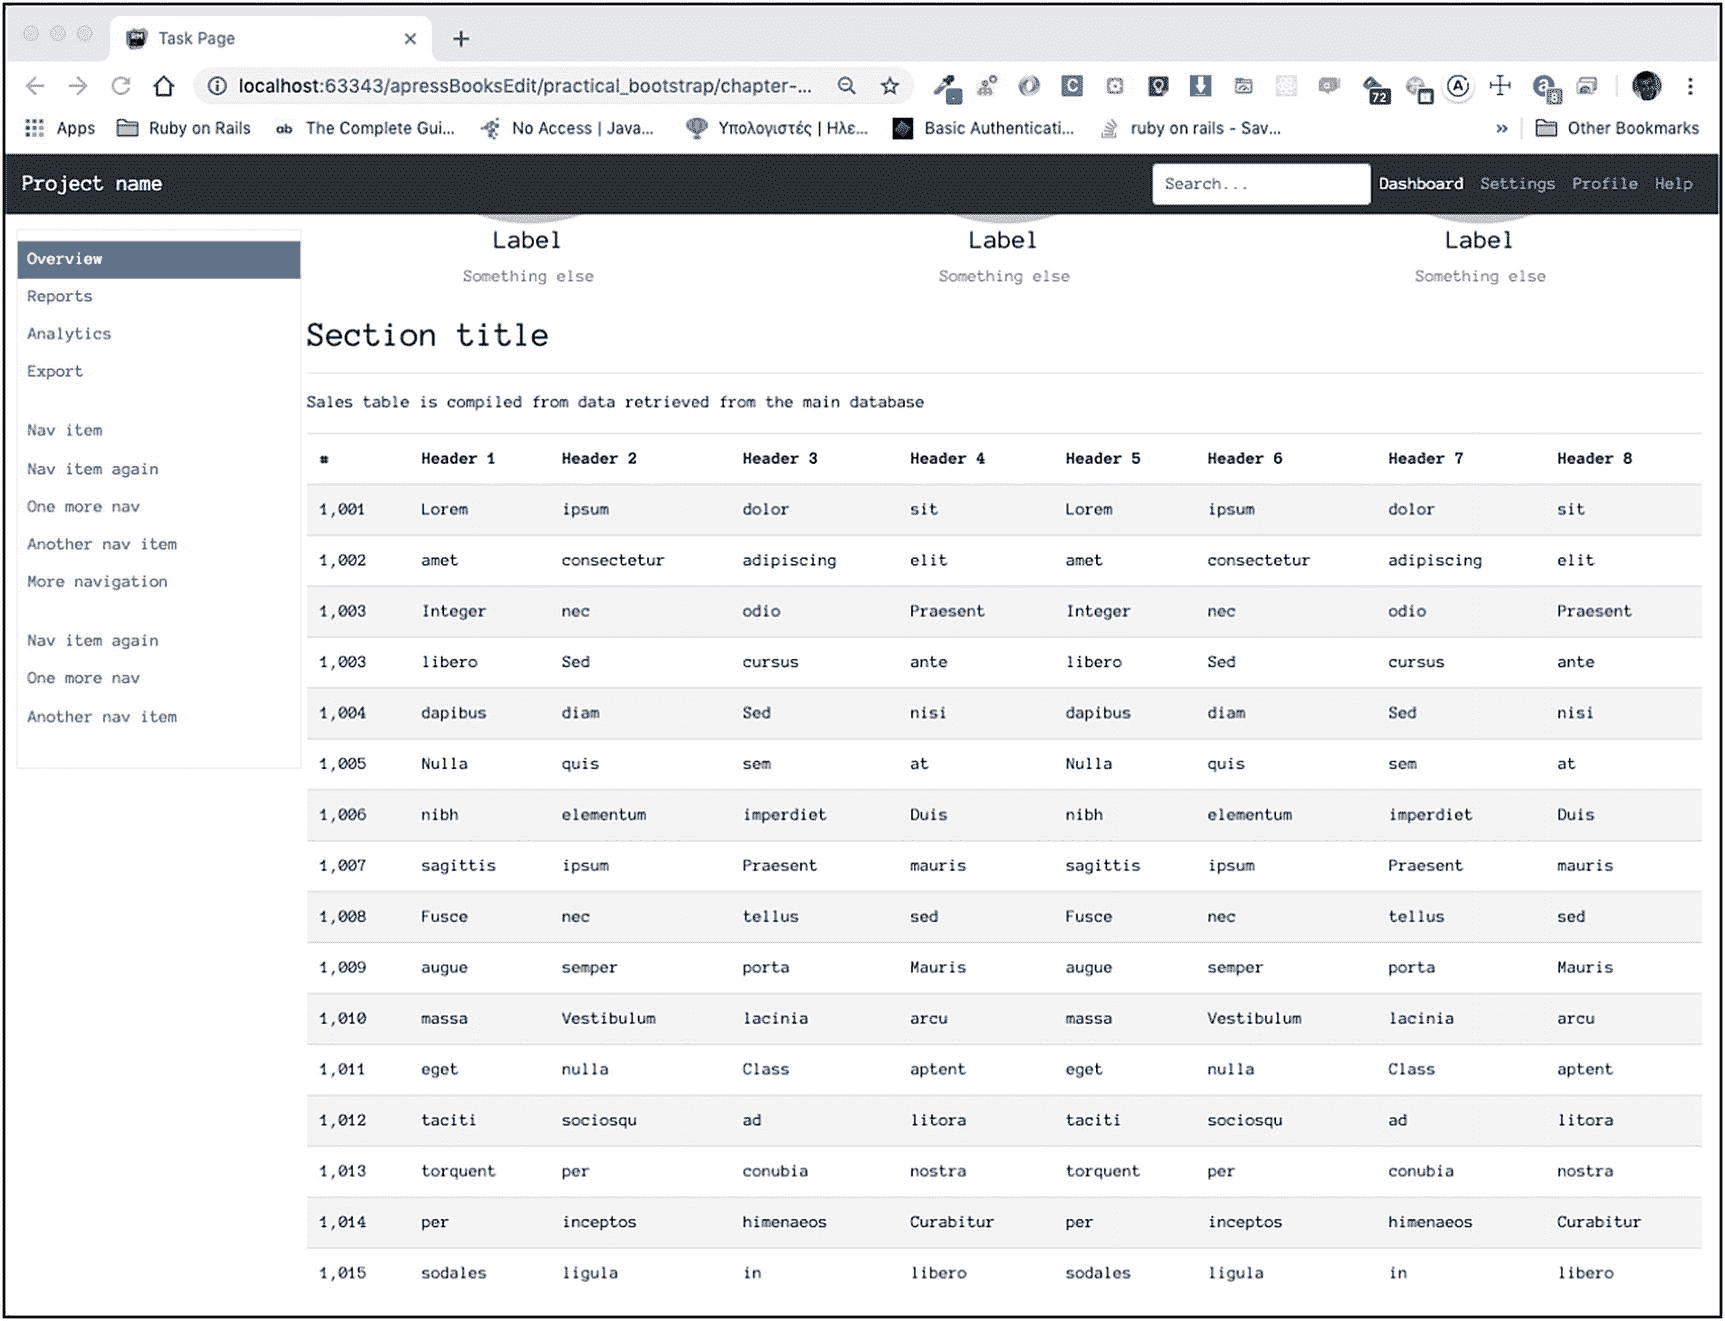 Task Page
localhost:63343/apressBooksEdit/practical_bootstrap/chapter-...
C 72 A a 8
Apps Ruby on Rails ab The Complete Gui... No Access | Java... Υπολογιστές | Ηλε... Basic Authenticati... ruby on rails - Sav... » Other Bookmarks
Project name Search... Dashboard Settings Profile Help
Label Label Label
Something else Something else Something else
Overview
Reports
Analytics
Export
Nav item
Nav item again
One more nav
Another nav item
More navigation
Nav item again
One more nav
Another nav item
Section title
Sales table is compiled from data retrieved from the main database
# Header 1 Header 2 Header 3 Header 4 Header 5 Header 6 Header 7 Header 8
1,001 Lorem ipsum dolor sit Lorem ipsum dolor sit
1,002 amet consectetur adipiscing elit amet consectetur adipiscing elit
1,003 Integer nec odio Praesent Integer nec odio Praesent
1,003 libero Sed cursus ante libero Sed cursus ante
1,004 dapibus diam Sed nisi dapibus diam Sed nisi
1,005 Nulla quis sem at Nulla quis sem at
1,006 nibh elementum imperdiet Duis nibh elementum imperdiet Duis
1,007 sagittis ipsum Praesent mauris sagittis ipsum Praesent mauris
1,008 Fusce nec tellus sed Fusce nec tellus sed
1,009 augue semper porta Mauris augue semper porta Mauris
1,010 massa Vestibulum lacinia arcu massa Vestibulum lacinia arcu
1,011 eget nulla Class aptent eget nulla Class aptent
1,012 taciti sociosqu ad litora taciti sociosqu ad litora
1,013 torquent per conubia nostra torquent per conubia nostra
1,014 per inceptos himenaeos Curabitur per inceptos himenaeos Curabitur
1,015 sodales ligula in libero sodales ligula in libero